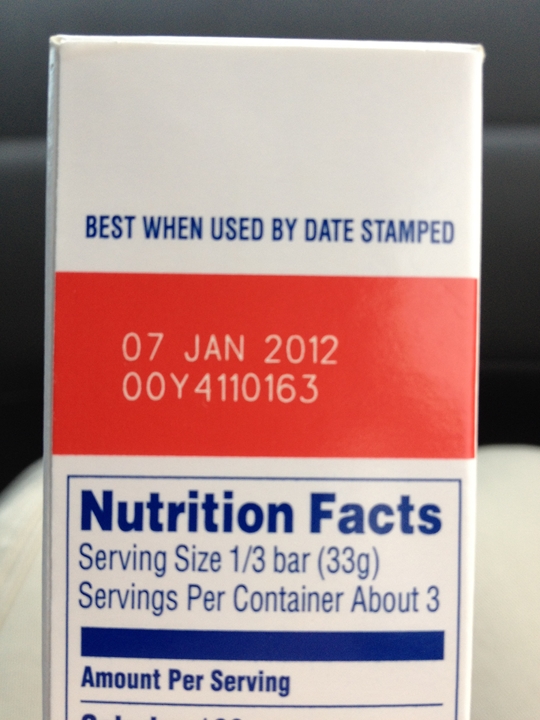 BEST WHEN USED BY DATE STAMPED
07 JAN 2012
00Y4110163
Nutrition Facts
Serving Size 1/3 bar (33g)
Servings Per Container About 3
Amount Per Serving